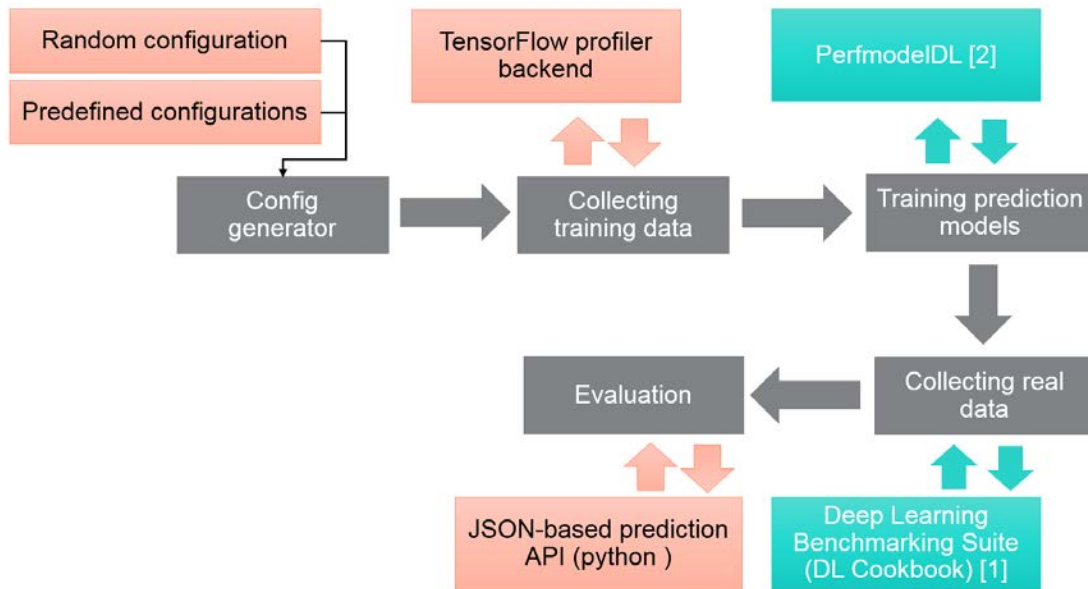 Random configuration
Predefined configurations
TensorFlow profiler
backend
PerfmodelDL [2]
Config
generator
Collecting
training data
Training prediction
models
Evaluation
Collecting real
data
JSON-based prediction
API (python )
Deep Learning
Benchmarking Suite
(DL Cookbook) [1]